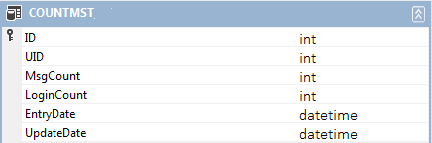 COUNTMST
ID int
UID int
MsgCount int
LoginCount int
EntryDate datetime
UpdateDate datetime